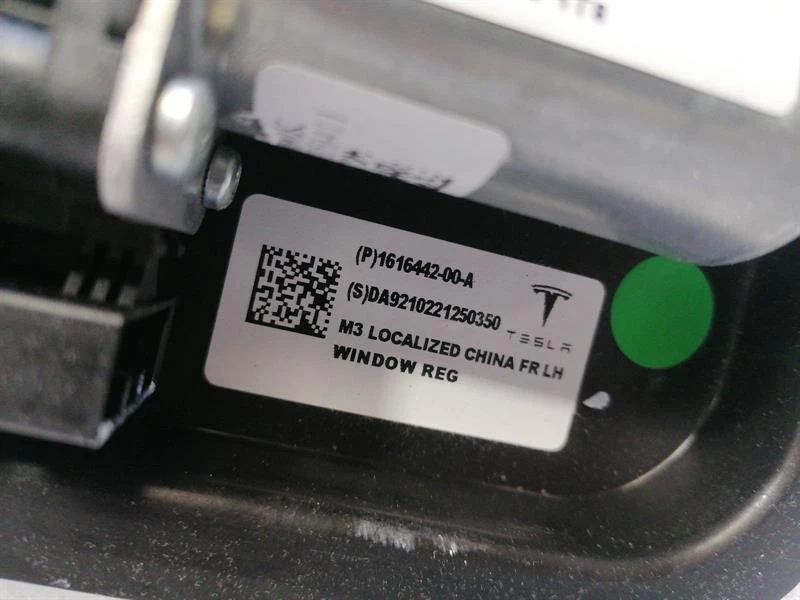 (P)1616442-00-A
(S)DA9210221250350
TESLA
M3 LOCALIZED CHINA FR LH
WINDOW REG